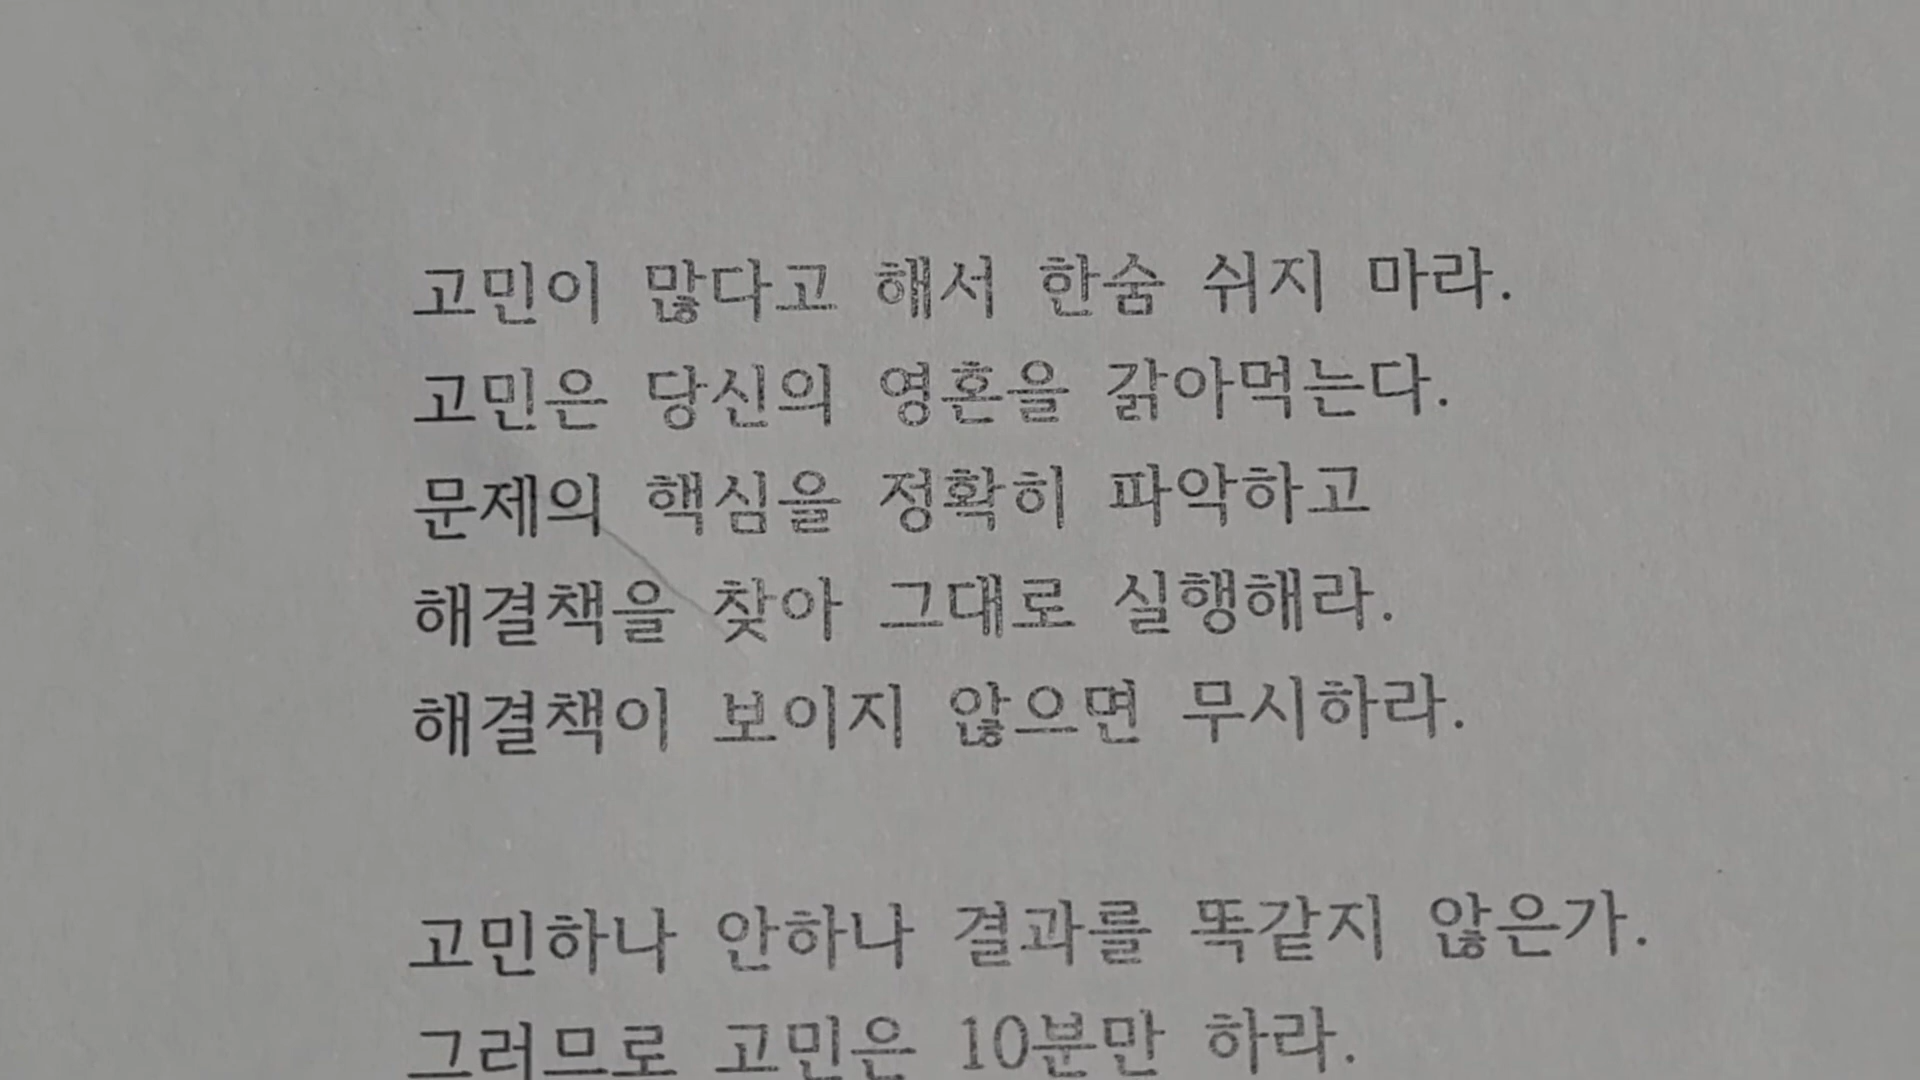 고민이 많다고 해서 한숨 쉬지 마라.
고민은 당신의 영혼을 갉아먹는다.
문제의 핵심을 정확히 파악하고
해결책을 찾아 그대로 실행해라.
해결책이 보이지 않으면 무시하라.
고민하나 안하나 결과를 똑같지 않은가.
그러므로 고민은 10분만 하라.